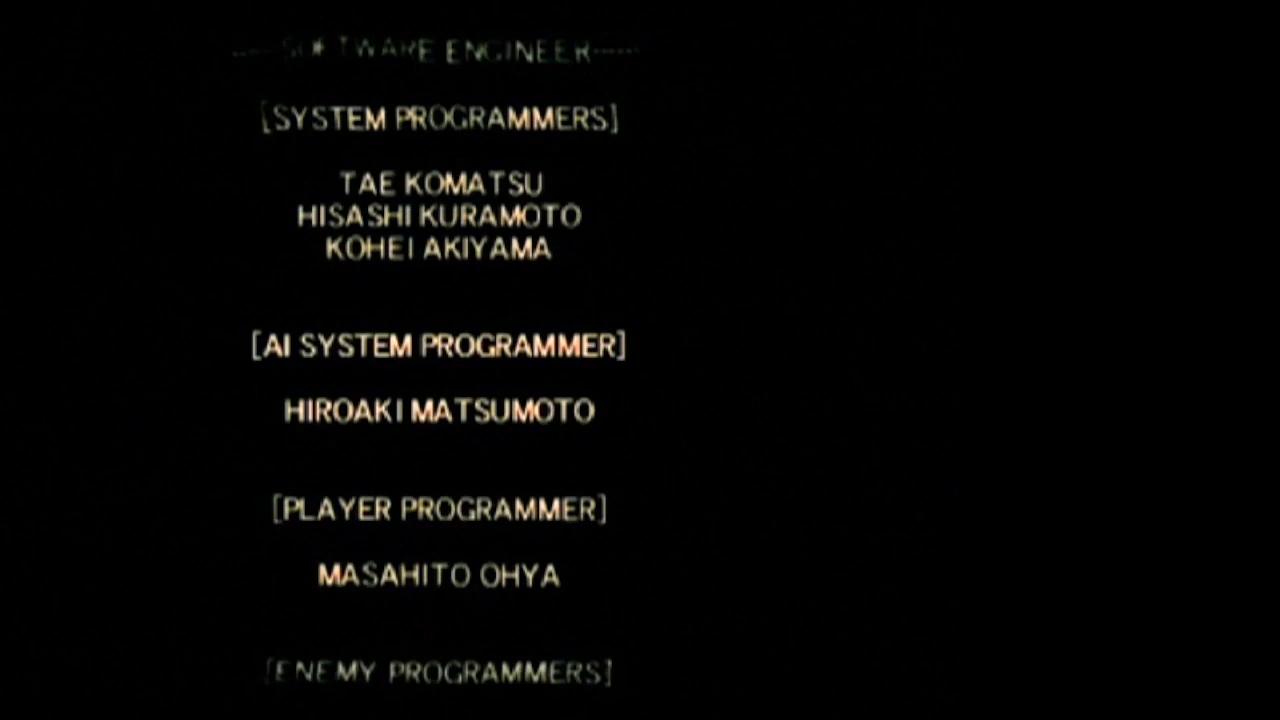 -----SOFTWARE ENGINEER-----
[SYSTEM PROGRAMMERS]
TAE KOMATSU
HISASHI KURAMOTO
KOHEI AKIYAMA
[AI SYSTEM PROGRAMMER]
HIROAKI MATSUMOTO
[PLAYER PROGRAMMER]
MASAHITO OHYA
[ENEMY PROGRAMMERS]